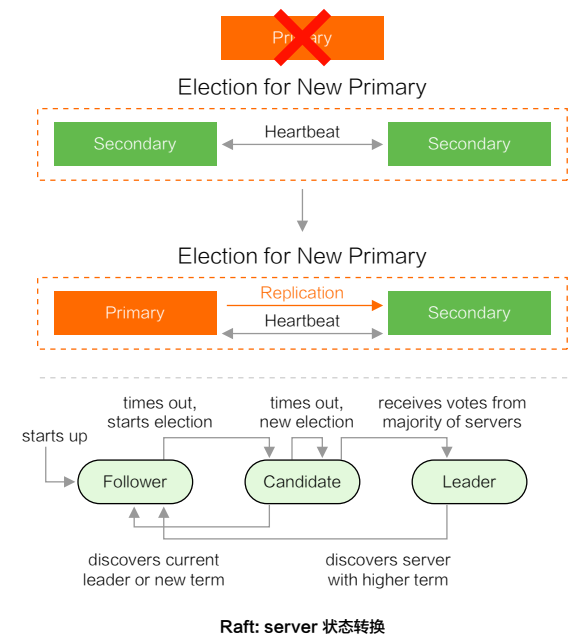 Primary
Election for New Primary
Secondary
Heartbeat
Secondary
Election for New Primary
Primary
Replication
Heartbeat
Secondary
times out,
starts election
times out,
new election
receives votes from
majority of servers
starts up
Follower
Candidate
Leader
discovers current
leader or new term
discovers server
with higher term
Raft: server 状态转换